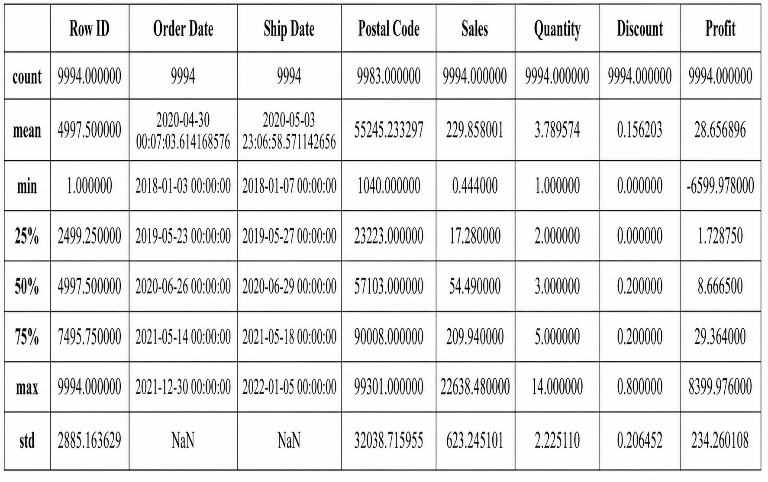 Row ID Order Date Ship Date Postal Code Sales Quantity Discount Profit
count 9994.000000 9994 9994 9983.000000 9994.000000 9994.000000 9994.000000 9994.000000
mean 4997.500000 2020-04-30 00:07:03.614168576 2020-05-03 23:06:58.571142656 55245.233297 229.858001 3.789574 0.156203 28.656896
min 1.000000 2018-01-03 00:00:00 2018-01-07 00:00:00 1040.000000 0.444000 1.000000 0.000000 -6599.978000
25% 2499.250000 2019-05-23 00:00:00 2019-05-27 00:00:00 23223.000000 17.280000 2.000000 0.000000 1.728750
50% 4997.500000 2020-06-26 00:00:00 2020-06-29 00:00:00 57103.000000 54.490000 3.000000 0.200000 8.666500
75% 7495.750000 2021-05-14 00:00:00 2021-05-18 00:00:00 90008.000000 209.940000 5.000000 0.200000 29.364000
max 9994.000000 2021-12-30 00:00:00 2022-01-05 00:00:00 99301.000000 22638.480000 14.000000 0.800000 8399.976000
std 2885.163629 NaN NaN 32038.715955 623.245101 2.225110 0.206452 234.260108